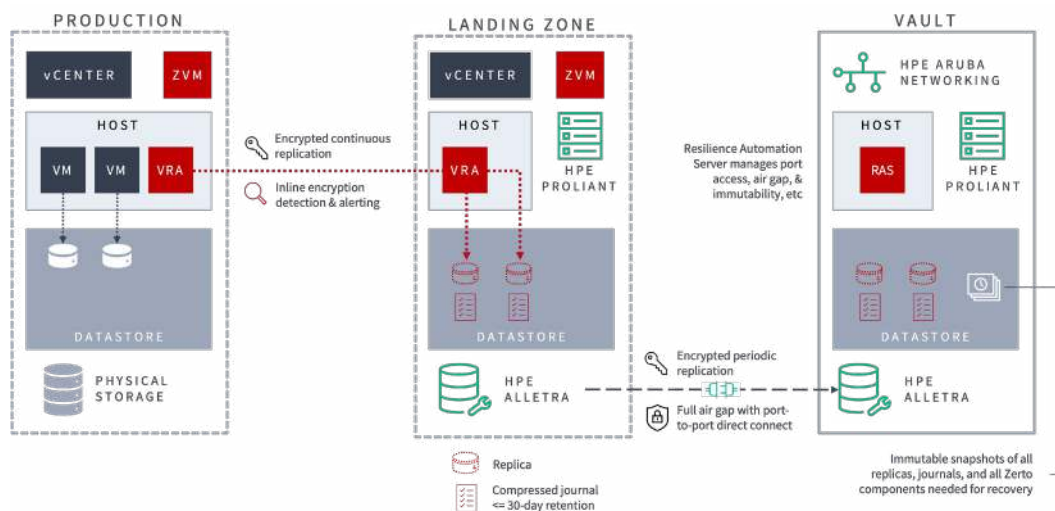 PRODUCTION
vCENTER
ZVM
HOST
VM
VM
VRA
DATASTORE
PHYSICAL
STORAGE
Encrypted continuous
replication
Inline encryption
detection & alerting
LANDING ZONE
vCENTER
ZVM
HOST
VRA
HPE
PROLIANT
DATASTORE
HPE
ALLETRA
Replica
Compressed journal
<= 30-day retention
Encrypted periodic
replication
Full air gap with port-
to-port direct connect
Resilience Automation
Server manages port
access, air gap, &
immutability, etc
VAULT
HPE ARUBA
NETWORKING
HOST
RAS
HPE
PROLIANT
DATASTORE
HPE
ALLETRA
Immutable snapshots of all
replicas, journals, and all Zerto
components needed for recovery